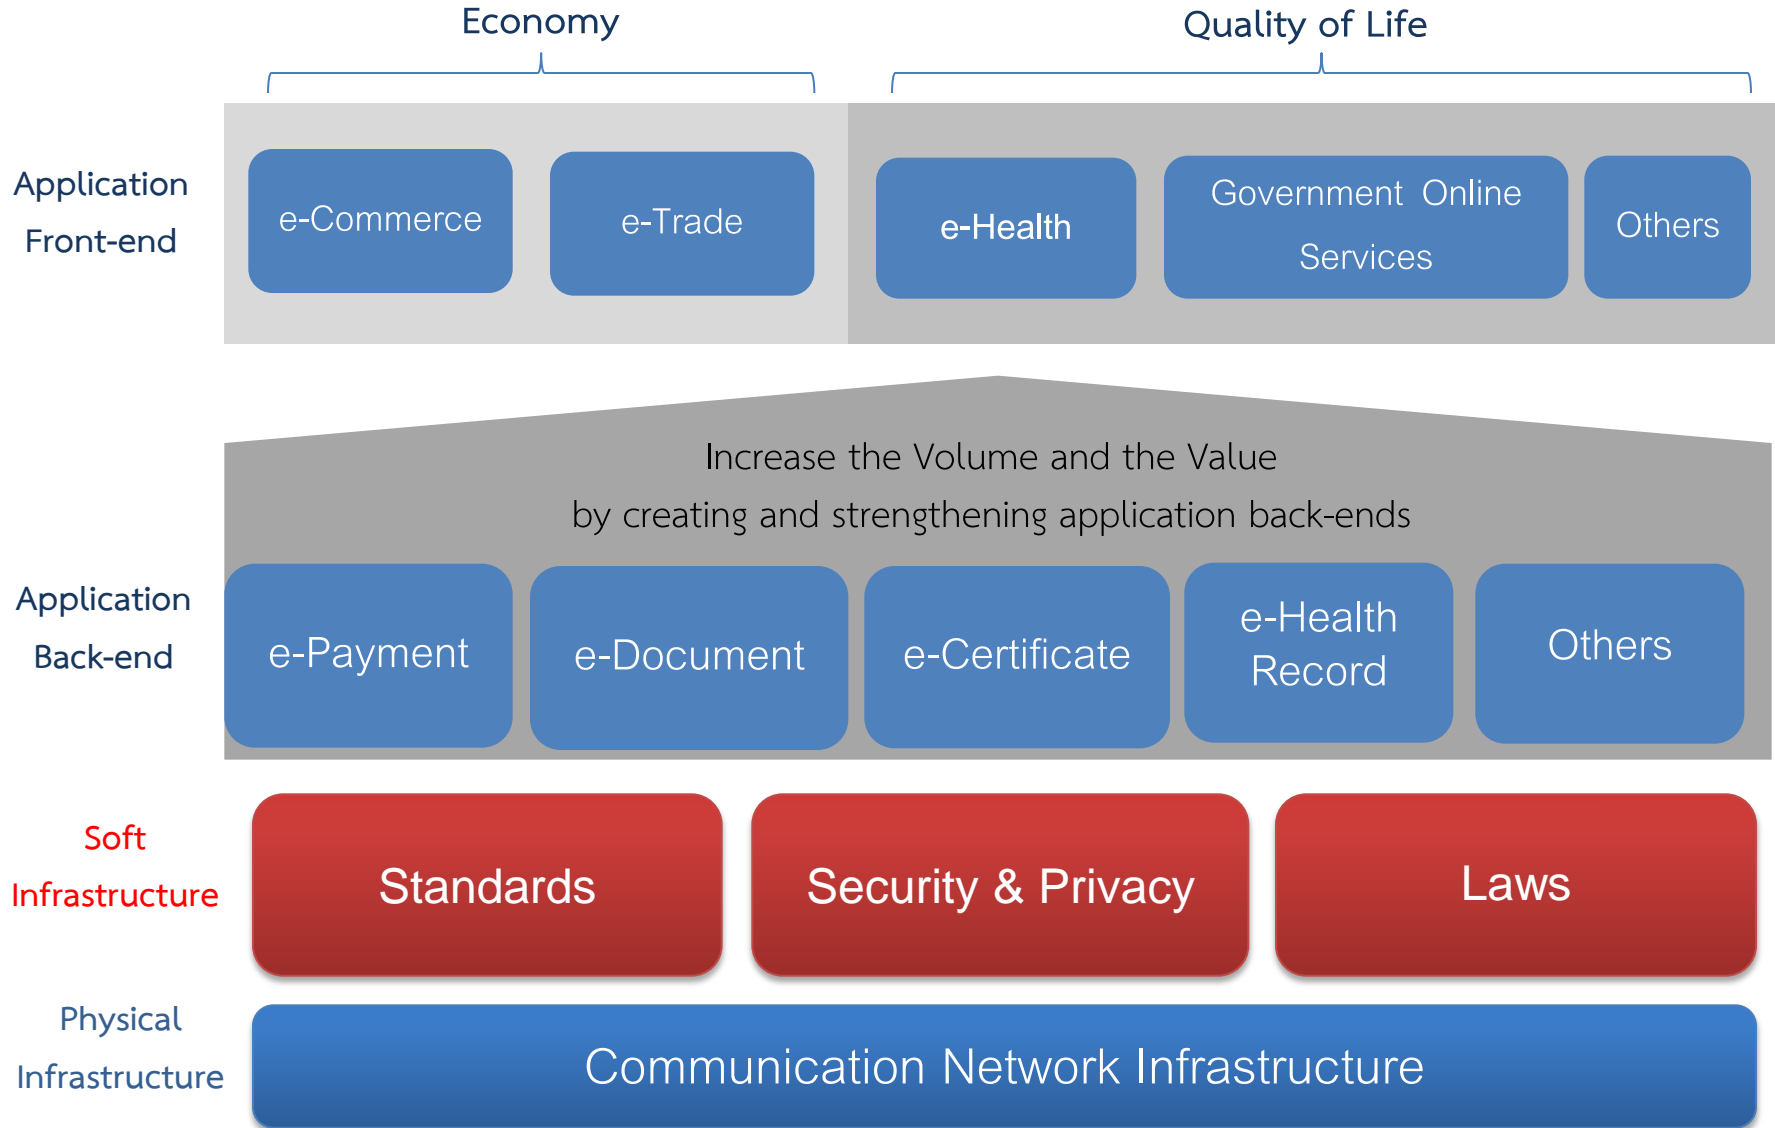 Economy
Quality of Life
Application
Front-end
e-Commerce
e-Trade
e-Health
Government Online
Services
Others
Increase the Volume and the Value
by creating and strengthening application back-ends
Application
Back-end
e-Payment
e-Document
e-Certificate
e-Health
Record
Others
Soft
Infrastructure
Standards
Security & Privacy
Laws
Physical
Infrastructure
Communication Network Infrastructure